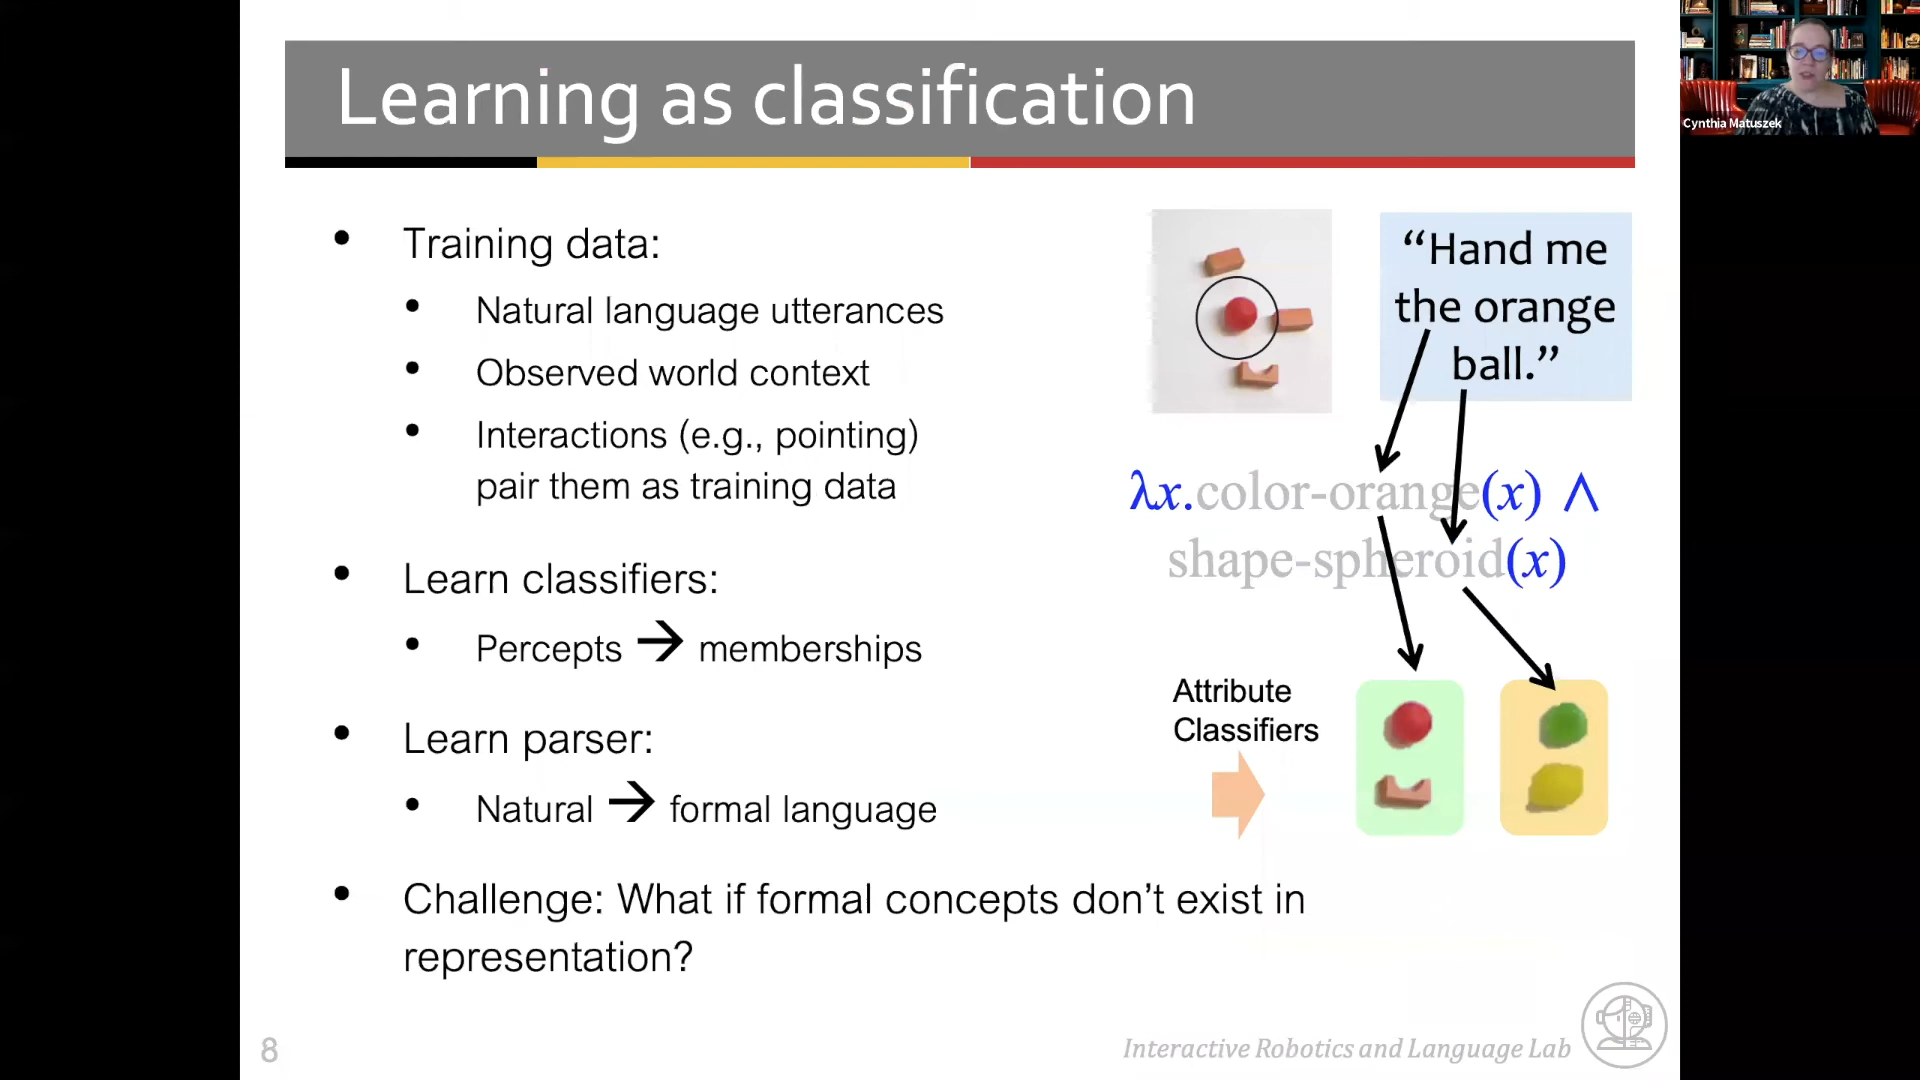 Learning as classification
Cynthia Matuszek
• Training data:
• Natural language utterances
• Observed world context
• Interactions (e.g., pointing)
pair them as training data
• Learn classifiers:
• Percepts → memberships
• Learn parser:
• Natural → formal language
• Challenge: What if formal concepts don’t exist in
representation?
“Hand me
the orange
ball.”
λx.color-orange(x) ∧
shape-spheroid(x)
Attribute
Classifiers
8
Interactive Robotics and Language Lab